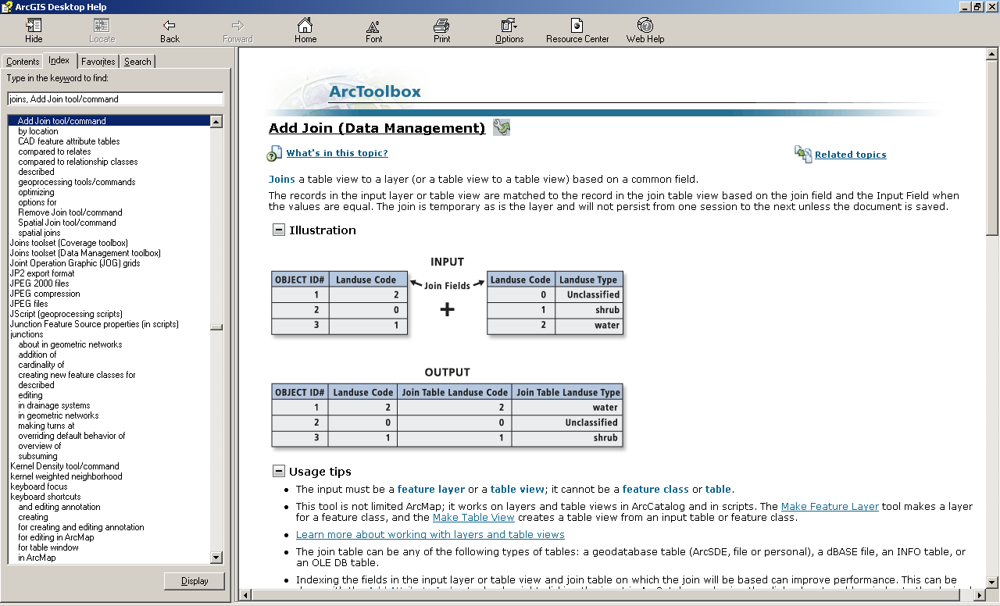 ArcGIS Desktop Help
Hide
Locate
Back
Forward
Home
Font
Print
Options
Resource Center
Web Help
Contents
Index
Favorites
Search
Type in the keyword to find:
joins, Add Join tool/command
Add Join tool/command
by location
CAD feature attribute tables
compared to relates
compared to relationship classes
described
geoprocessing tools/commands
optimizing
options for
Remove Join tool/command
Spatial Join tool/command
spatial joins
Joins toolset (Coverage toolbox)
Joins toolset (Data Management toolbox)
Joint Operation Graphic (JOG) grids
JP2 export format
JPEG 2000 files
JPEG compression
JPEG files
JScript (geoprocessing scripts)
Junction Feature Source properties (in scripts)
junctions
about in geometric networks
addition of
cardinality of
creating new feature classes for
described
editing
in drainage systems
in geometric networks
making turns at
overriding default behavior of
overview of
subsuming
Kernel Density tool/command
kernel weighted neighborhood
keyboard focus
keyboard shortcuts
and editing annotation
creating
for creating and editing annotation
for editing in ArcMap
for table window
in ArcMap
Display
ArcToolbox
Add Join (Data Management)
What's in this topic?
Related topics
Joins a table view to a layer (or a table view to a table view) based on a common field.
The records in the input layer or table view are matched to the record in the join table view based on the join field and the Input Field when
the values are equal. The join is temporary as is the layer and will not persist from one session to the next unless the document is saved.
Illustration
INPUT
OBJECT ID# Landuse Code
1 2
2 0
3 1
Join Fields
+
Landuse Code Landuse Type
0 Unclassified
1 shrub
2 water
OUTPUT
OBJECT ID# Landuse Code Join Table Landuse Code Join Table Landuse Type
1 2 2 water
2 0 0 Unclassified
3 1 1 shrub
Usage tips
• The input must be a feature layer or a table view; it cannot be a feature class or table.
• This tool is not limited ArcMap; it works on layers and table views in ArcCatalog and in scripts. The Make Feature Layer tool makes a layer
for a feature class, and the Make Table View creates a table view from an input table or feature class.
• Learn more about working with layers and table views
• The join table can be any of the following types of tables: a geodatabase table (ArcSDE, file or personal), a dBASE file, an INFO table, or
an OLE DB table.
• Indexing the fields in the input layer or table view and join table on which the join will be based can improve performance. This can be